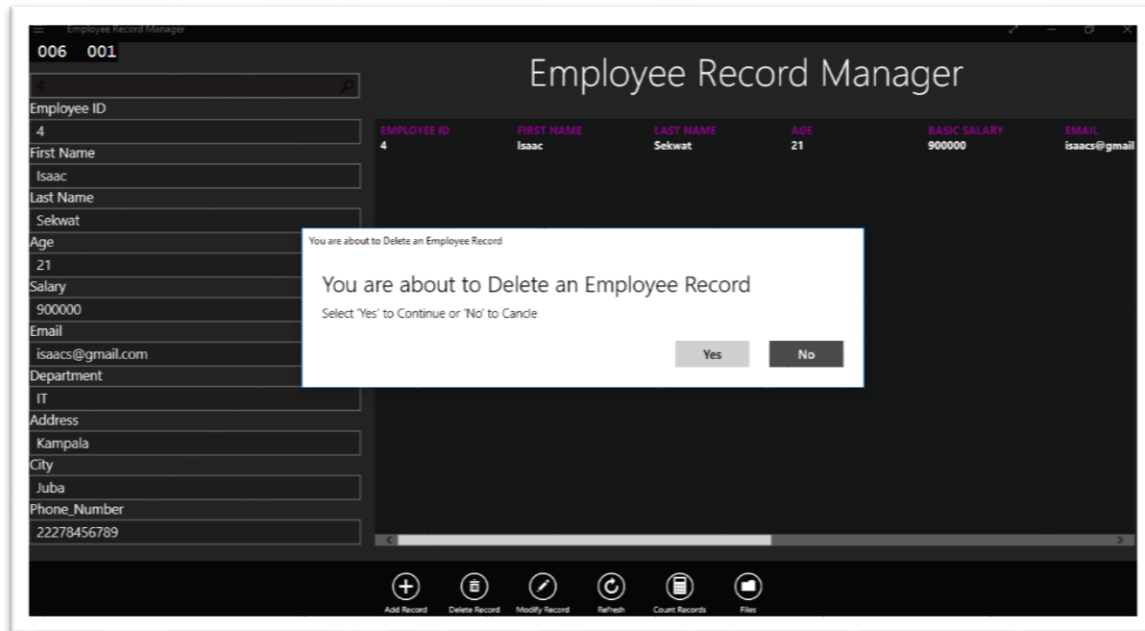 Employee Record Manager
006 001
Employee Record Manager
4
Employee ID
4
First Name
Isaac
Last Name
Sekwat
Age
21
Salary
900000
Email
isaacs@gmail.com
Department
IT
Address
Kampala
City
Juba
Phone_Number
22278456789
EMPLOYEE ID FIRST NAME LAST NAME AGE BASIC SALARY EMAIL
4 Isaac Sekwat 21 900000 isaacs@gmail
You are about to Delete an Employee Record
You are about to Delete an Employee Record
Select 'Yes' to Continue or 'No' to Cancle
Yes No
Add Record Delete Record Modify Record Refresh Count Records Files